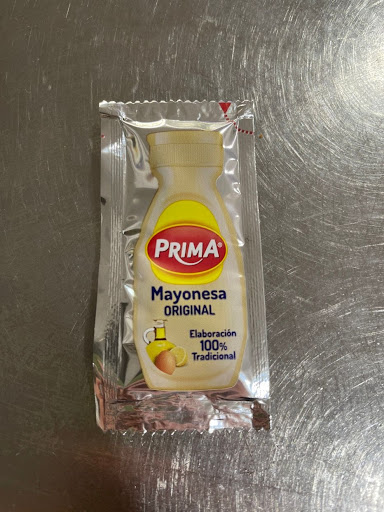 PRIMA®
Mayonesa
ORIGINAL
Elaboración
100%
Tradicional